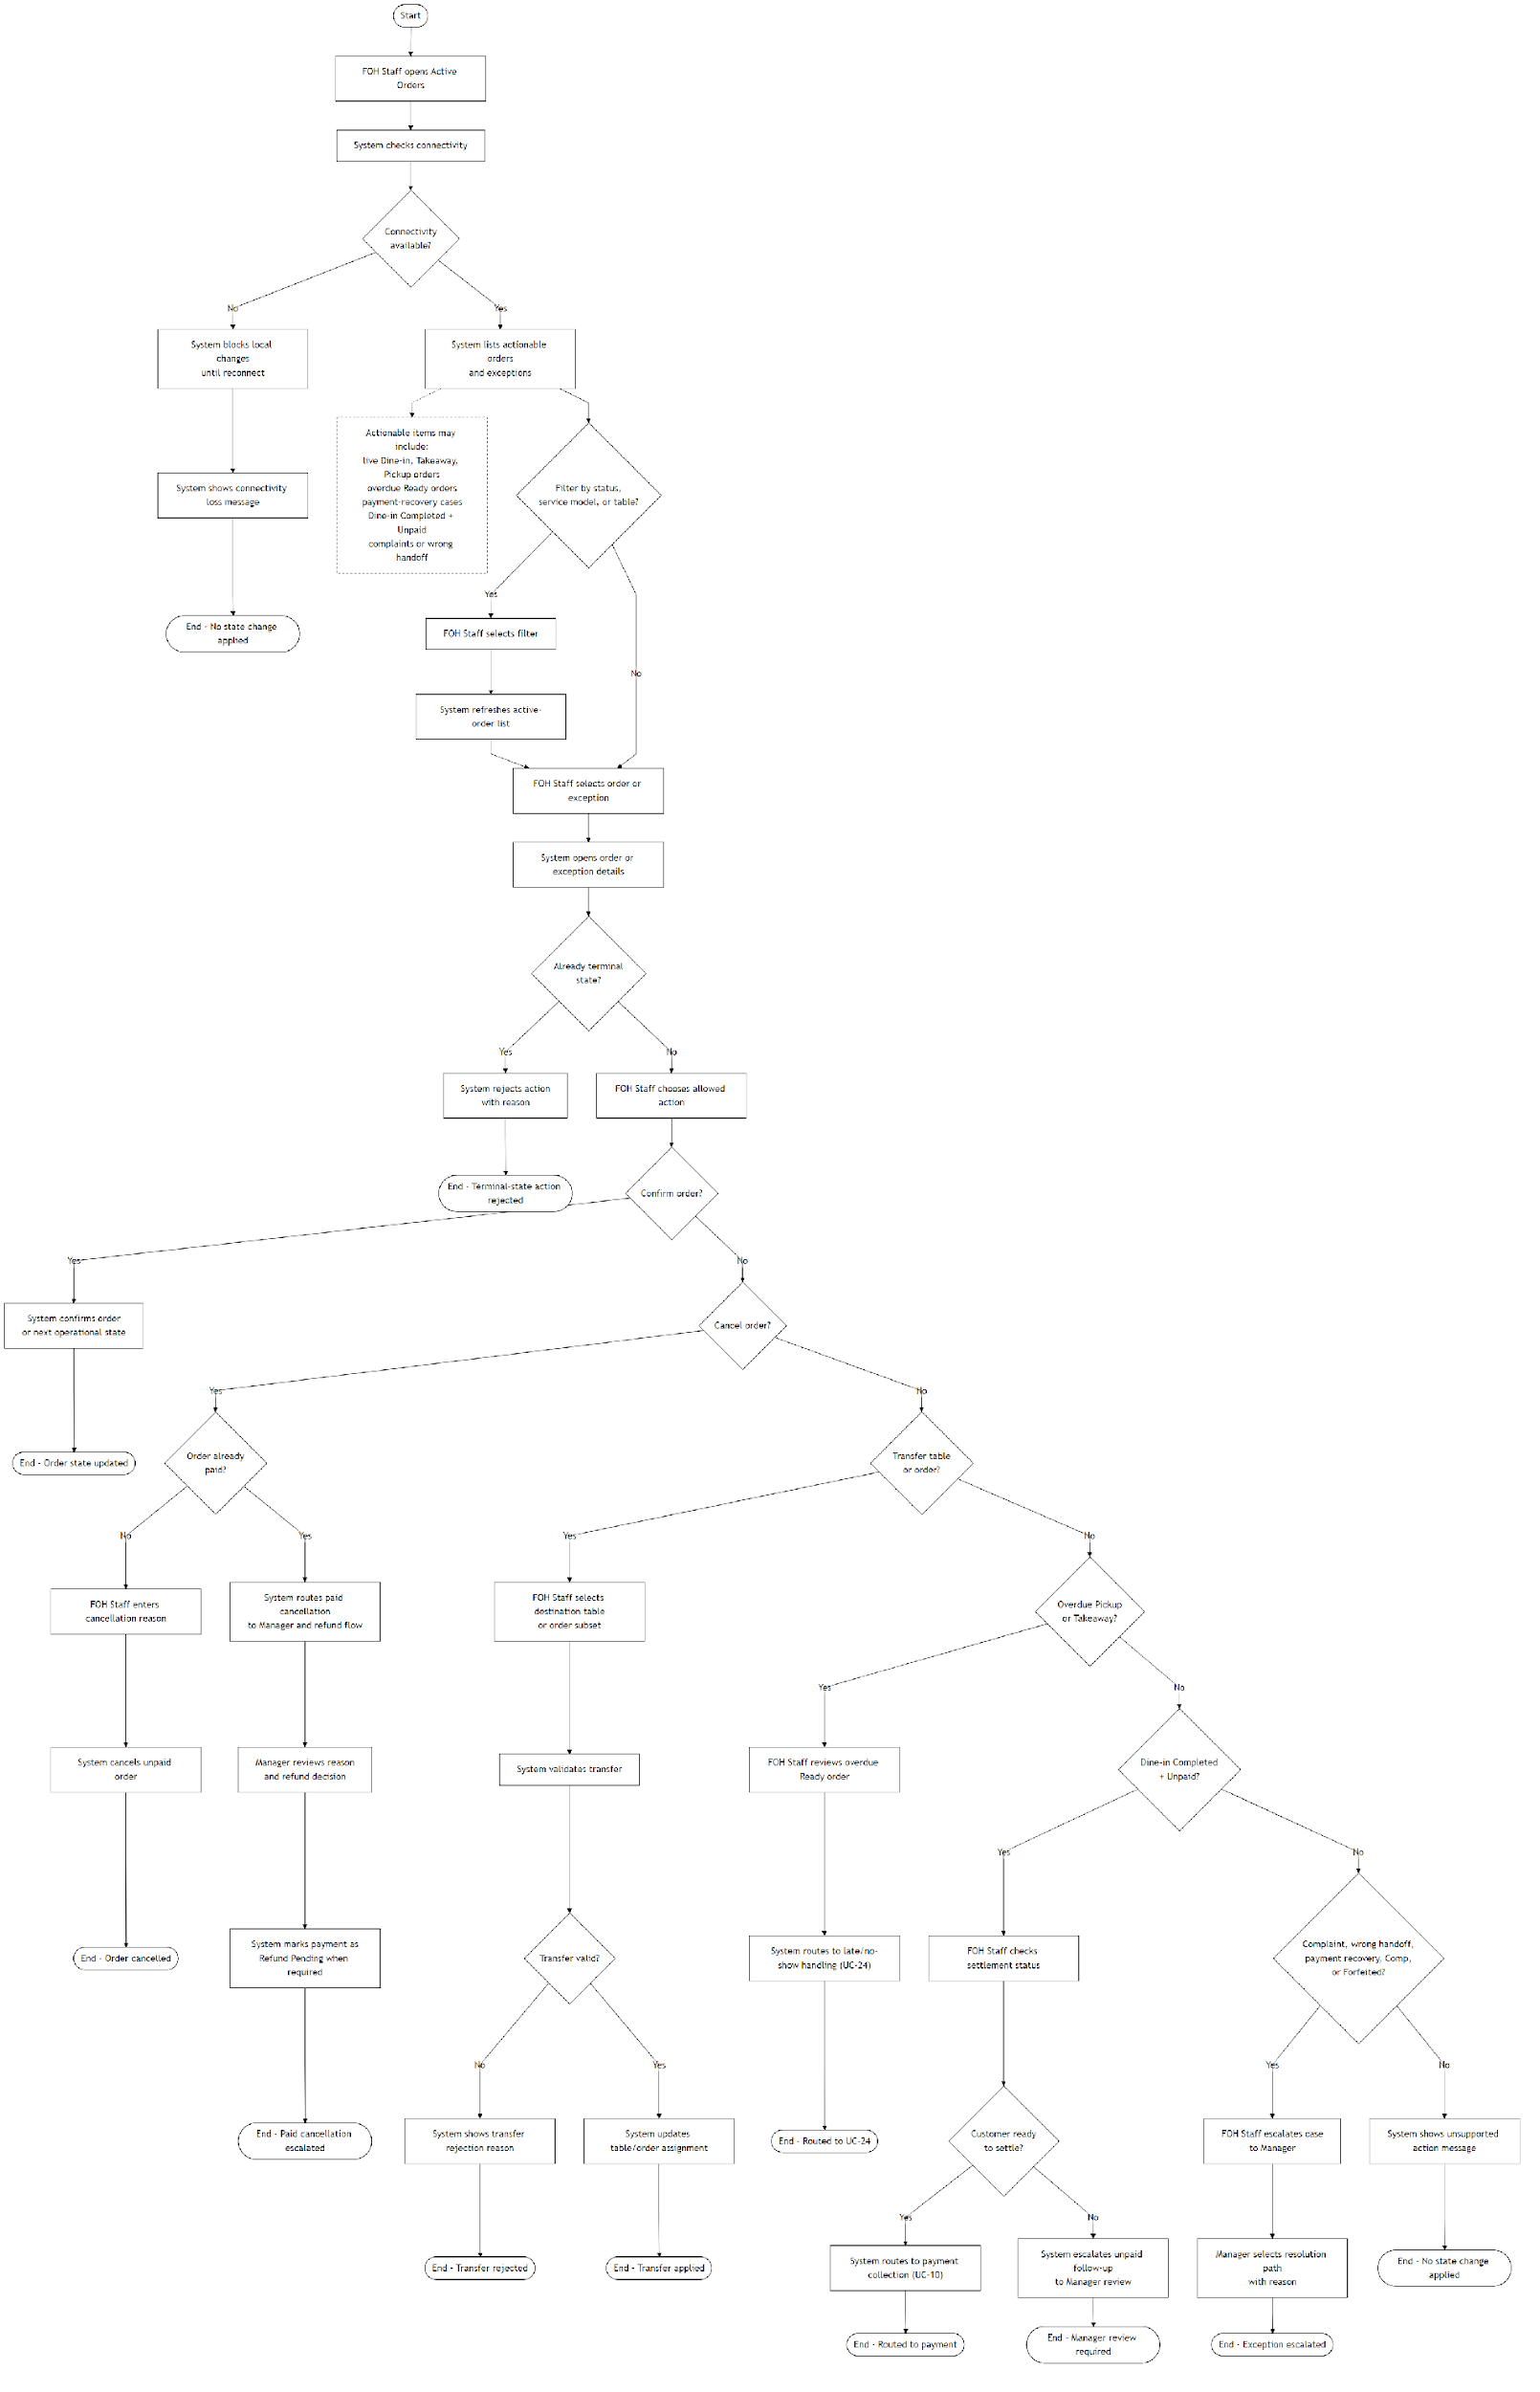 Start
FOH Staff opens Active
Orders
System checks connectivity
Connectivity
available?
No
Yes
System blocks local
changes
until reconnect
System lists actionable
orders
and exceptions
Actionable items may
include:
live Dine-in, Takeaway,
Pickup orders
overdue Ready orders
payment-recovery cases
Dine-in Completed +
Unpaid
complaints or wrong
handoff
Filter by status,
service model, or table?
System shows connectivity
loss message
Yes
End - No state change
applied
FOH Staff selects filter
No
System refreshes active-
order list
FOH Staff selects order or
exception
System opens order or
exception details
Already terminal
state?
Yes
No
System rejects action
with reason
FOH Staff chooses allowed
action
End - Terminal-state action
rejected
Confirm order?
Yes
No
System confirms order
or next operational state
Cancel order?
Yes
No
End - Order state updated
Order already
paid?
Transfer table
or order?
No
Yes
Yes
No
FOH Staff enters
cancellation reason
System routes paid
cancellation
to Manager and refund flow
FOH Staff selects
destination table
or order subset
Overdue Pickup
or Takeaway?
Yes
No
System cancels unpaid
order
Manager reviews reason
and refund decision
System validates transfer
FOH Staff reviews overdue
Ready order
Dine-in Completed
+ Unpaid?
Yes
No
End - Order cancelled
System marks payment as
Refund Pending when
required
Transfer valid?
System routes to late/no-
show handling (UC-24)
FOH Staff checks
settlement status
Complaint, wrong handoff,
payment recovery, Comp,
or Forfeited?
No
Yes
Yes
No
End - Paid cancellation
escalated
System shows transfer
rejection reason
System updates
table/order assignment
End - Routed to UC-24
Customer ready
to settle?
FOH Staff escalates case
to Manager
System shows unsupported
action message
Yes
No
End - Transfer rejected
End - Transfer applied
System routes to payment
collection (UC-10)
System escalates unpaid
follow-up
to Manager review
Manager selects resolution
path
with reason
End - No state change
applied
End - Routed to payment
End - Manager review
required
End - Exception escalated